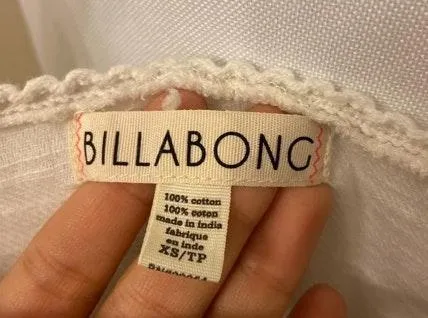 BILLABONG
100% cotton
100% coton
made in india
fabrique
en inde
XS/TP